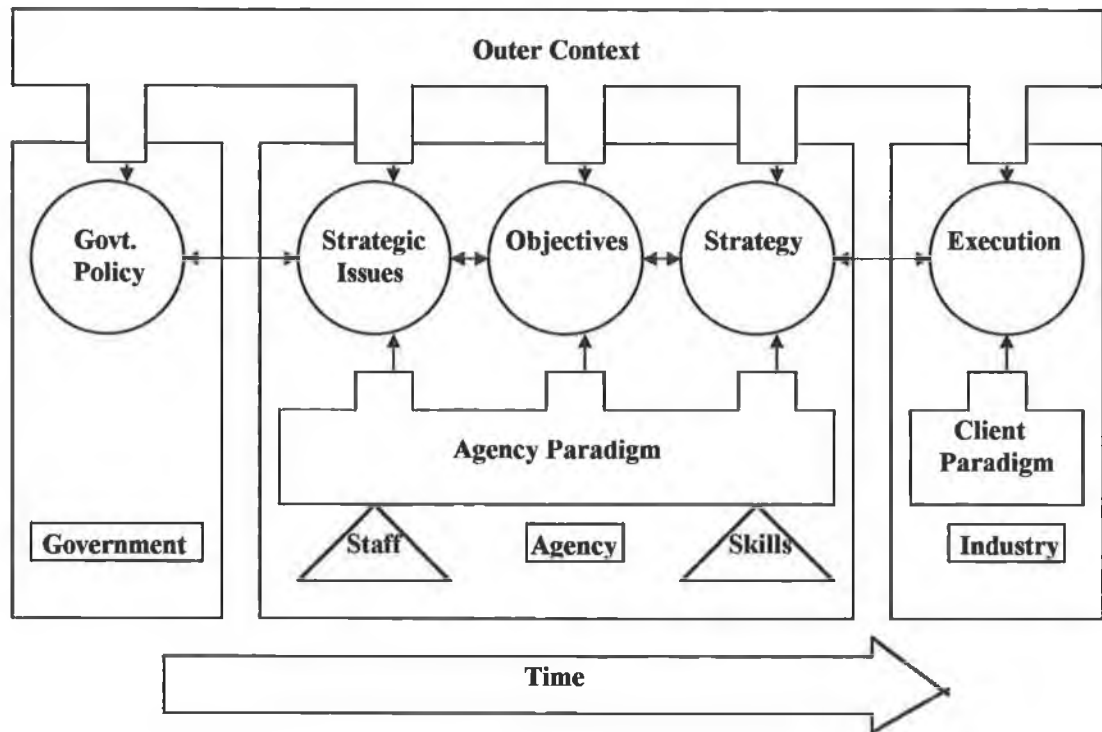 Outer Context
Govt.
Policy
Strategic
Issues
Objectives
Strategy
Execution
Agency Paradigm
Client
Paradigm
Government
Staff
Agency
Skills
Industry
Time